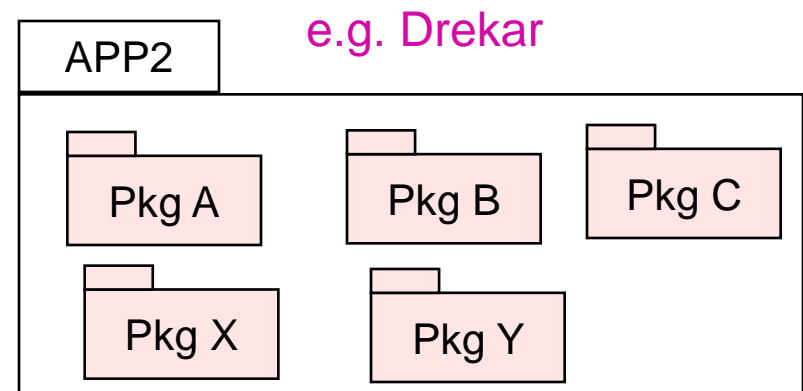 e.g. Drekar
APP2
Pkg A
Pkg B
Pkg C
Pkg X
Pkg Y